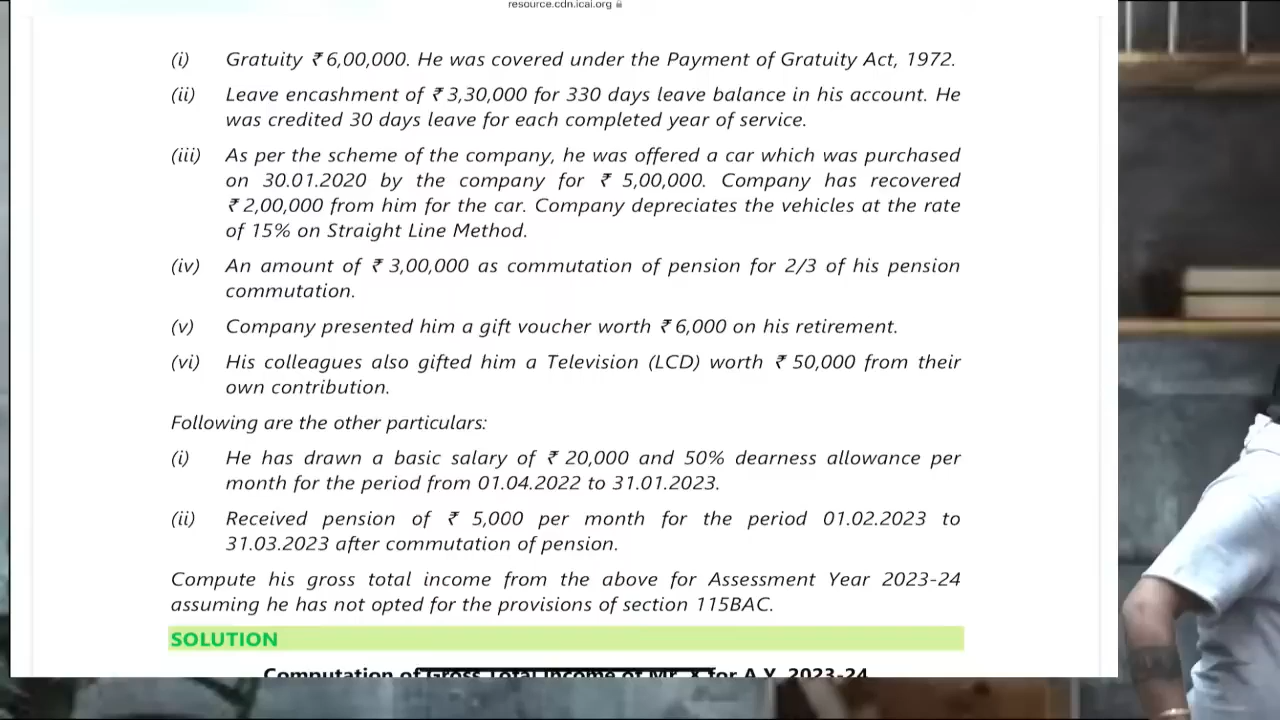 resource.cdn.icai.org
(i) Gratuity ₹ 6,00,000. He was covered under the Payment of Gratuity Act, 1972.
(ii) Leave encashment of ₹ 3,30,000 for 330 days leave balance in his account. He
was credited 30 days leave for each completed year of service.
(iii) As per the scheme of the company, he was offered a car which was purchased
on 30.01.2020 by the company for ₹ 5,00,000. Company has recovered
₹ 2,00,000 from him for the car. Company depreciates the vehicles at the rate
of 15% on Straight Line Method.
(iv) An amount of ₹ 3,00,000 as commutation of pension for 2/3 of his pension
commutation.
(v) Company presented him a gift voucher worth ₹ 6,000 on his retirement.
(vi) His colleagues also gifted him a Television (LCD) worth ₹ 50,000 from their
own contribution.
Following are the other particulars:
(i) He has drawn a basic salary of ₹ 20,000 and 50% dearness allowance per
month for the period from 01.04.2022 to 31.01.2023.
(ii) Received pension of ₹ 5,000 per month for the period 01.02.2023 to
31.03.2023 after commutation of pension.
Compute his gross total income from the above for Assessment Year 2023-24
assuming he has not opted for the provisions of section 115BAC.
SOLUTION
Computation of Gross Total Income of Mr. X for A.Y. 2023-24